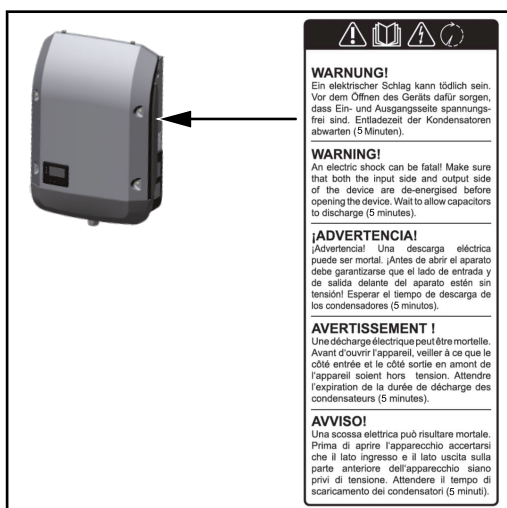 WARNUNG!
Ein elektrischer Schlag kann tödlich sein.
Vor dem Öffnen des Geräts dafür sorgen,
dass Ein- und Ausgangsseite spannungs-
frei sind. Entladezeit der Kondensatoren
abwarten (5 Minuten).
WARNING!
An electric shock can be fatal! Make sure
that both the input side and output side
of the device are de-energised before
opening the device. Wait to allow capacitors
to discharge (5 minutes).
¡ADVERTENCIA!
¡Advertencia! Una descarga eléctrica
puede ser mortal. ¡Antes de abrir el aparato
debe garantizarse que el lado de entrada y
de salida delante del aparato estén sin
tensión! Esperar el tiempo de descarga de
los condensadores (5 minutos).
AVERTISSEMENT !
Une décharge électrique peut être mortelle.
Avant d'ouvrir l'appareil, veiller à ce que le
côté entrée et le côté sortie en amont de
l'appareil soient hors tension. Attendre
l'expiration de la durée de décharge des
condensateurs (5 minutes).
AVVISO!
Una scossa elettrica può risultare mortale.
Prima di aprire l'apparecchio accertarsi
che il lato ingresso e il lato uscita sulla
parte anteriore dell'apparecchio siano
privi di tensione. Attendere il tempo di
scaricamento dei condensatori (5 minuti).